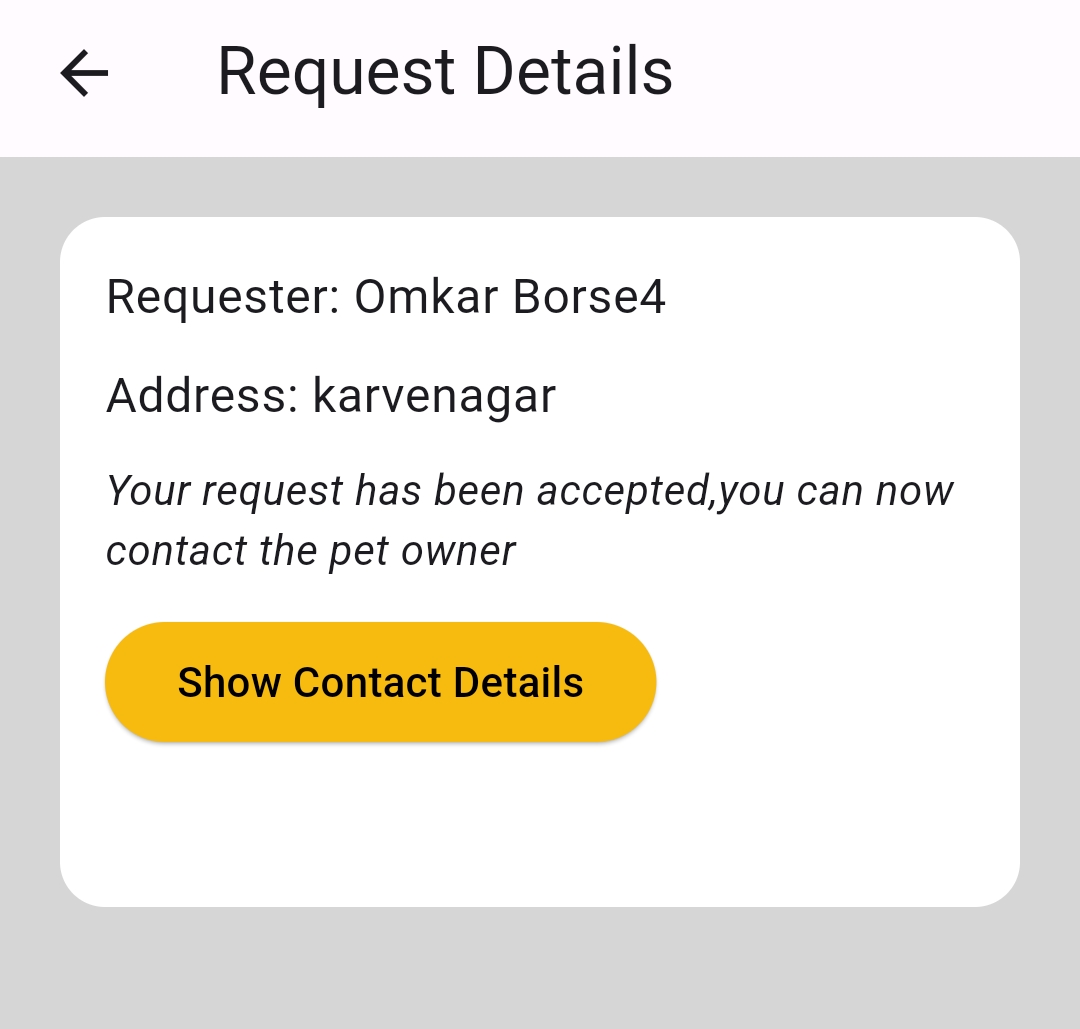 Request Details
Requester: Omkar Borse4
Address: karvenagar
Your request has been accepted,you can now
contact the pet owner
Show Contact Details